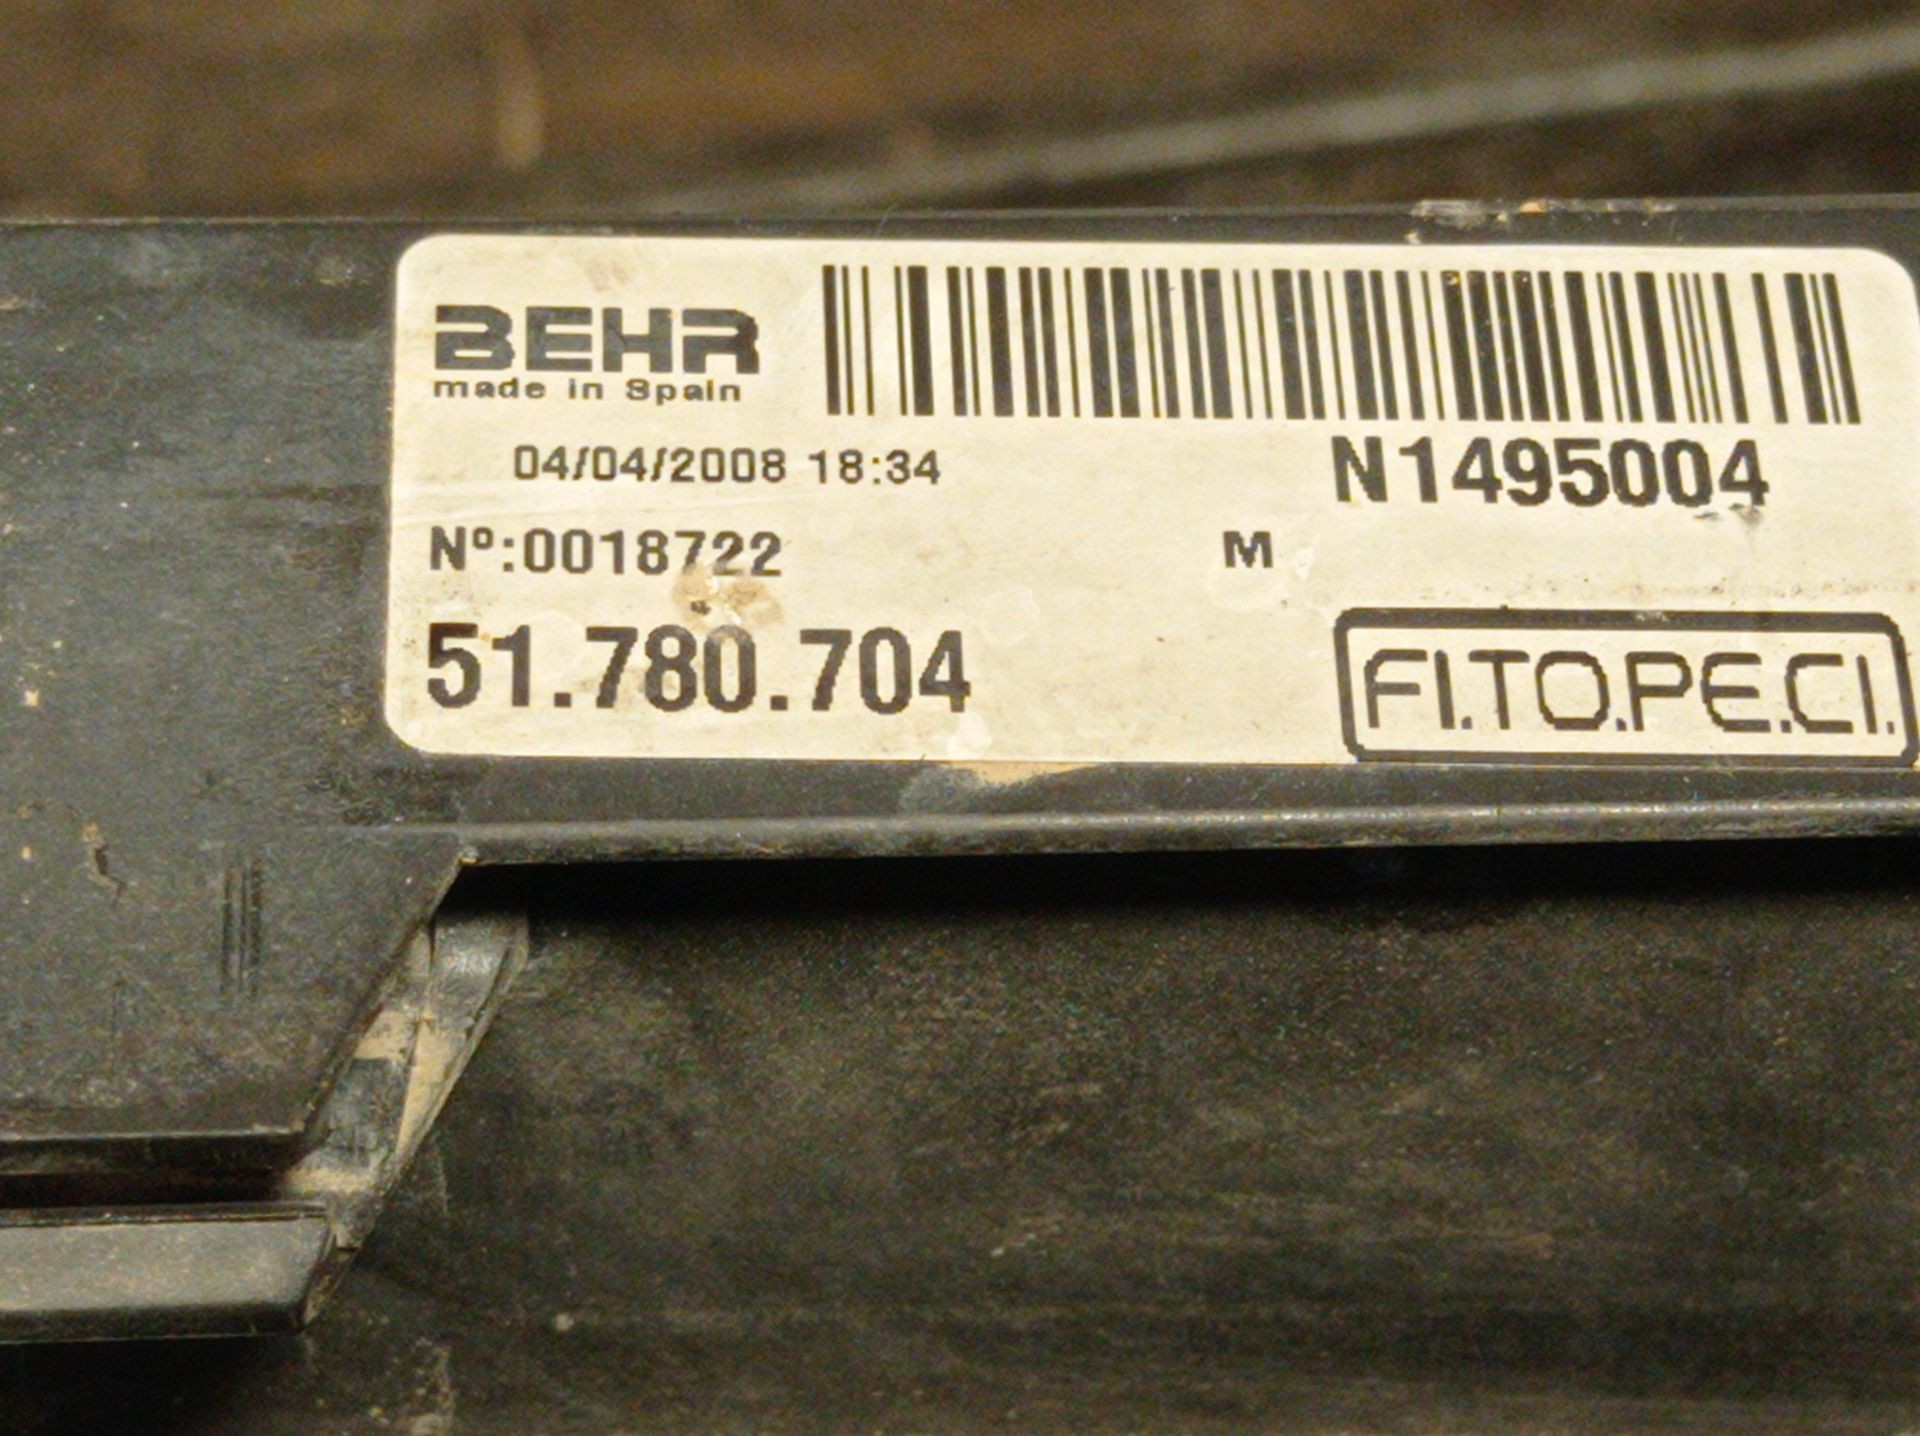 BEHR
made in Spain
04/04/2008 18:34
N1495004
Nº:0018722
M
51.780.704
FI.TO.PE.CI.